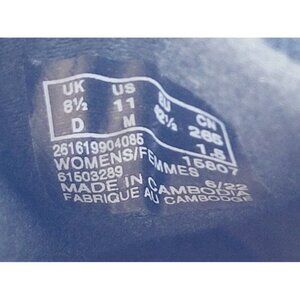 UK US EU CN
8½ 11 42½ 265
D M 1.5
261619904085
WOMENS/FEMMES 15807
61503289 6/22
MADE IN CAMBODIA
FABRIQUE AU CAMBODGE